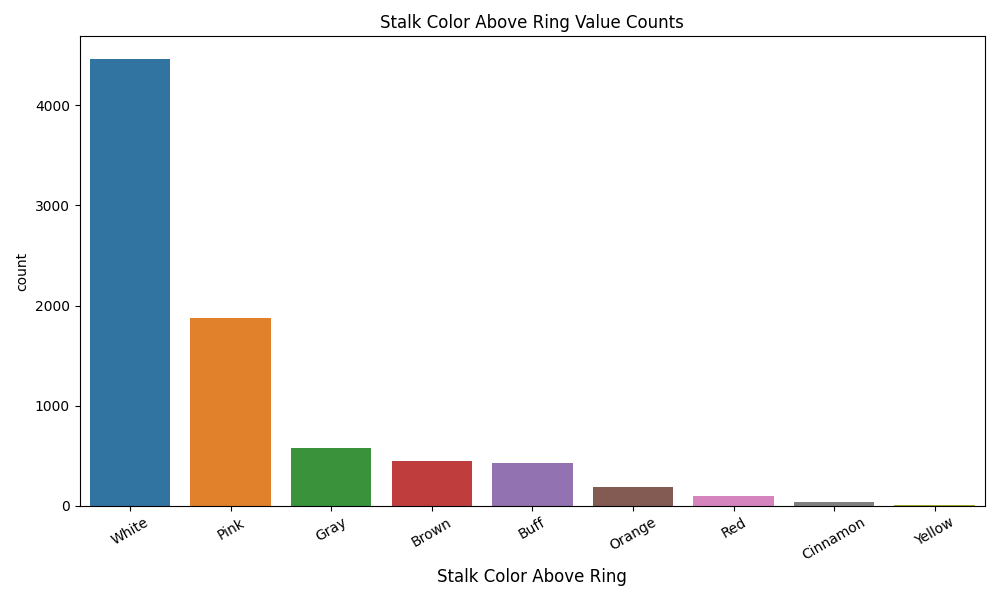 Stalk Color Above Ring Value Counts
count
4000
3000
2000
1000
0
White
Pink
Gray
Brown
Buff
Orange
Red
Cinnamon
Yellow
Stalk Color Above Ring